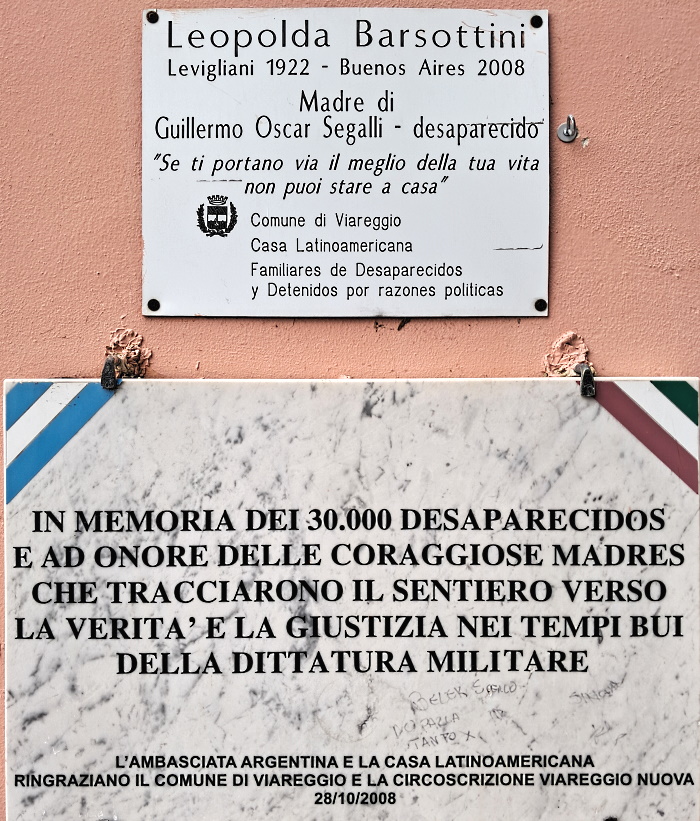 Leopolda Barsottini
Levigliani 1922 - Buenos Aires 2008
Madre di
Guillermo Oscar Segalli - desaparecido
"Se ti portano via il meglio della tua vita
non puoi stare a casa"
Comune di Viareggio
Casa Latinoamericana
Familiares de Desaparecidos
y Detenidos por razones politicas
IN MEMORIA DEI 30.000 DESAPARECIDOS
E AD ONORE DELLE CORAGGIOSE MADRES
CHE TRACCIARONO IL SENTIERO VERSO
LA VERITA' E LA GIUSTIZIA NEI TEMPI BUI
DELLA DITTATURA MILITARE
TANTO X
L'AMBASCIATA ARGENTINA E LA CASA LATINOAMERICANA
RINGRAZIANO IL COMUNE DI VIAREGGIO E LA CIRCOSCRIZIONE VIAREGGIO NUOVA
28/10/2008